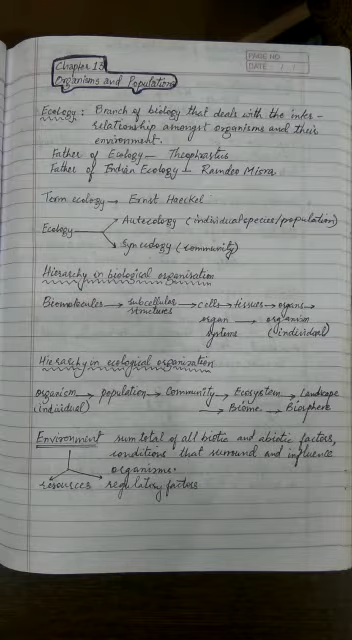 PAGE NO.
DATE: / /
Chapter 13
Organisms and Populations
Ecology: Branch of biology that deals with the inter-
relationship amongst organisms and their
environment.
Father of Ecology — Theophrastus
Father of Indian Ecology — Ramdeo Misra
Term ecology → Ernst Haeckel
Autecology (individual species/population)
Ecology
Synecology (community)
Hierarchy in biological organisation
Biomolecules → subcellular structures → cells → tissues → organs →
organ systems → organism (individual)
Hierarchy in ecological organization
organism (individual) → population → Community → Ecosystem → Landscape
→ Biome → Biosphere
Environment sum total of all biotic and abiotic factors,
conditions that surround and influence
organisms.
resources regulatory factors